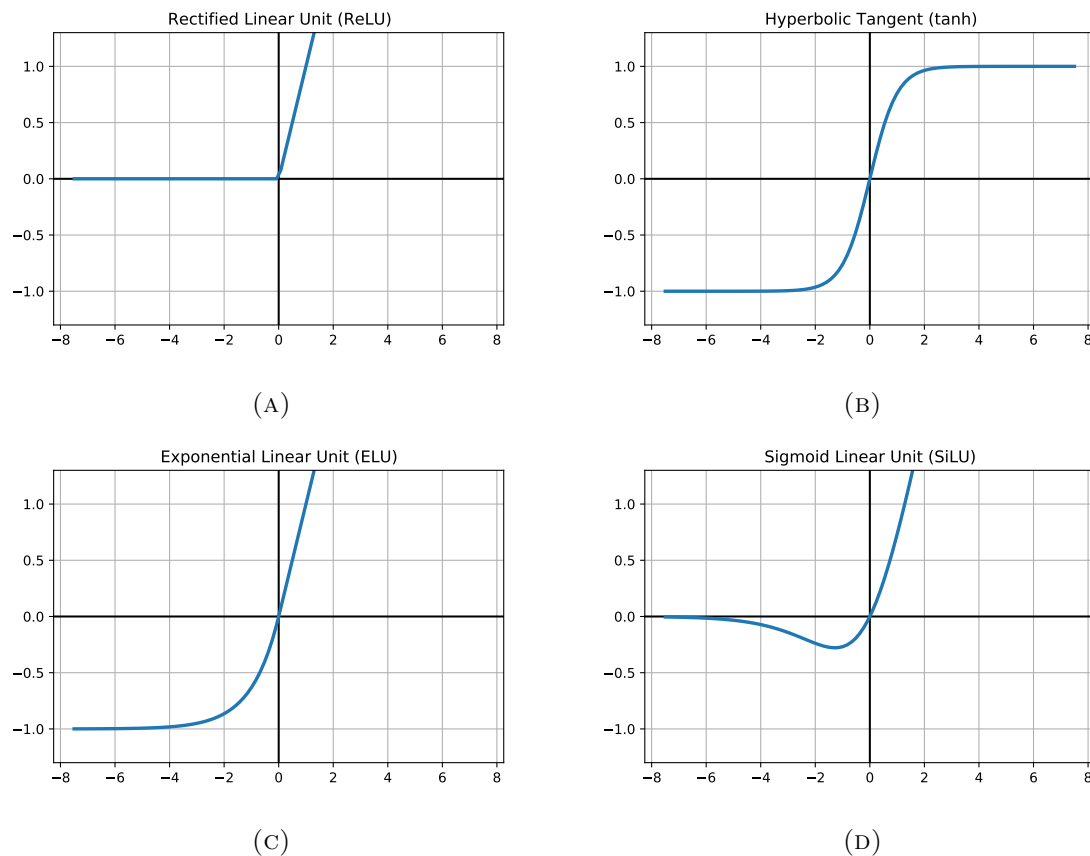 Rectified Linear Unit (ReLU)
1.0
0.5
0.0
−0.5
−1.0
−8 −6 −4 −2 0 2 4 6 8
(A)
Hyperbolic Tangent (tanh)
1.0
0.5
0.0
−0.5
−1.0
−8 −6 −4 −2 0 2 4 6 8
(B)
Exponential Linear Unit (ELU)
1.0
0.5
0.0
−0.5
−1.0
−8 −6 −4 −2 0 2 4 6 8
(C)
Sigmoid Linear Unit (SiLU)
1.0
0.5
0.0
−0.5
−1.0
−8 −6 −4 −2 0 2 4 6 8
(D)